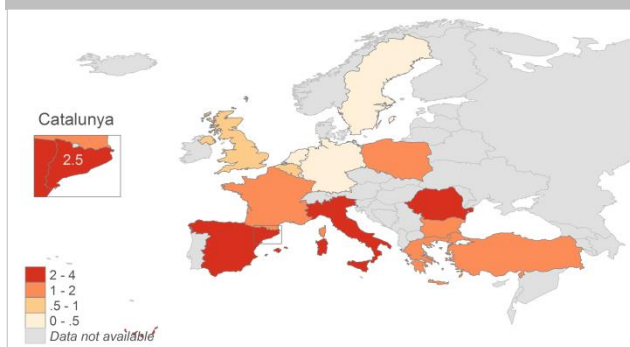 Catalunya
2.5
2 - 4
1 - 2
.5 - 1
0 - .5
Data not available